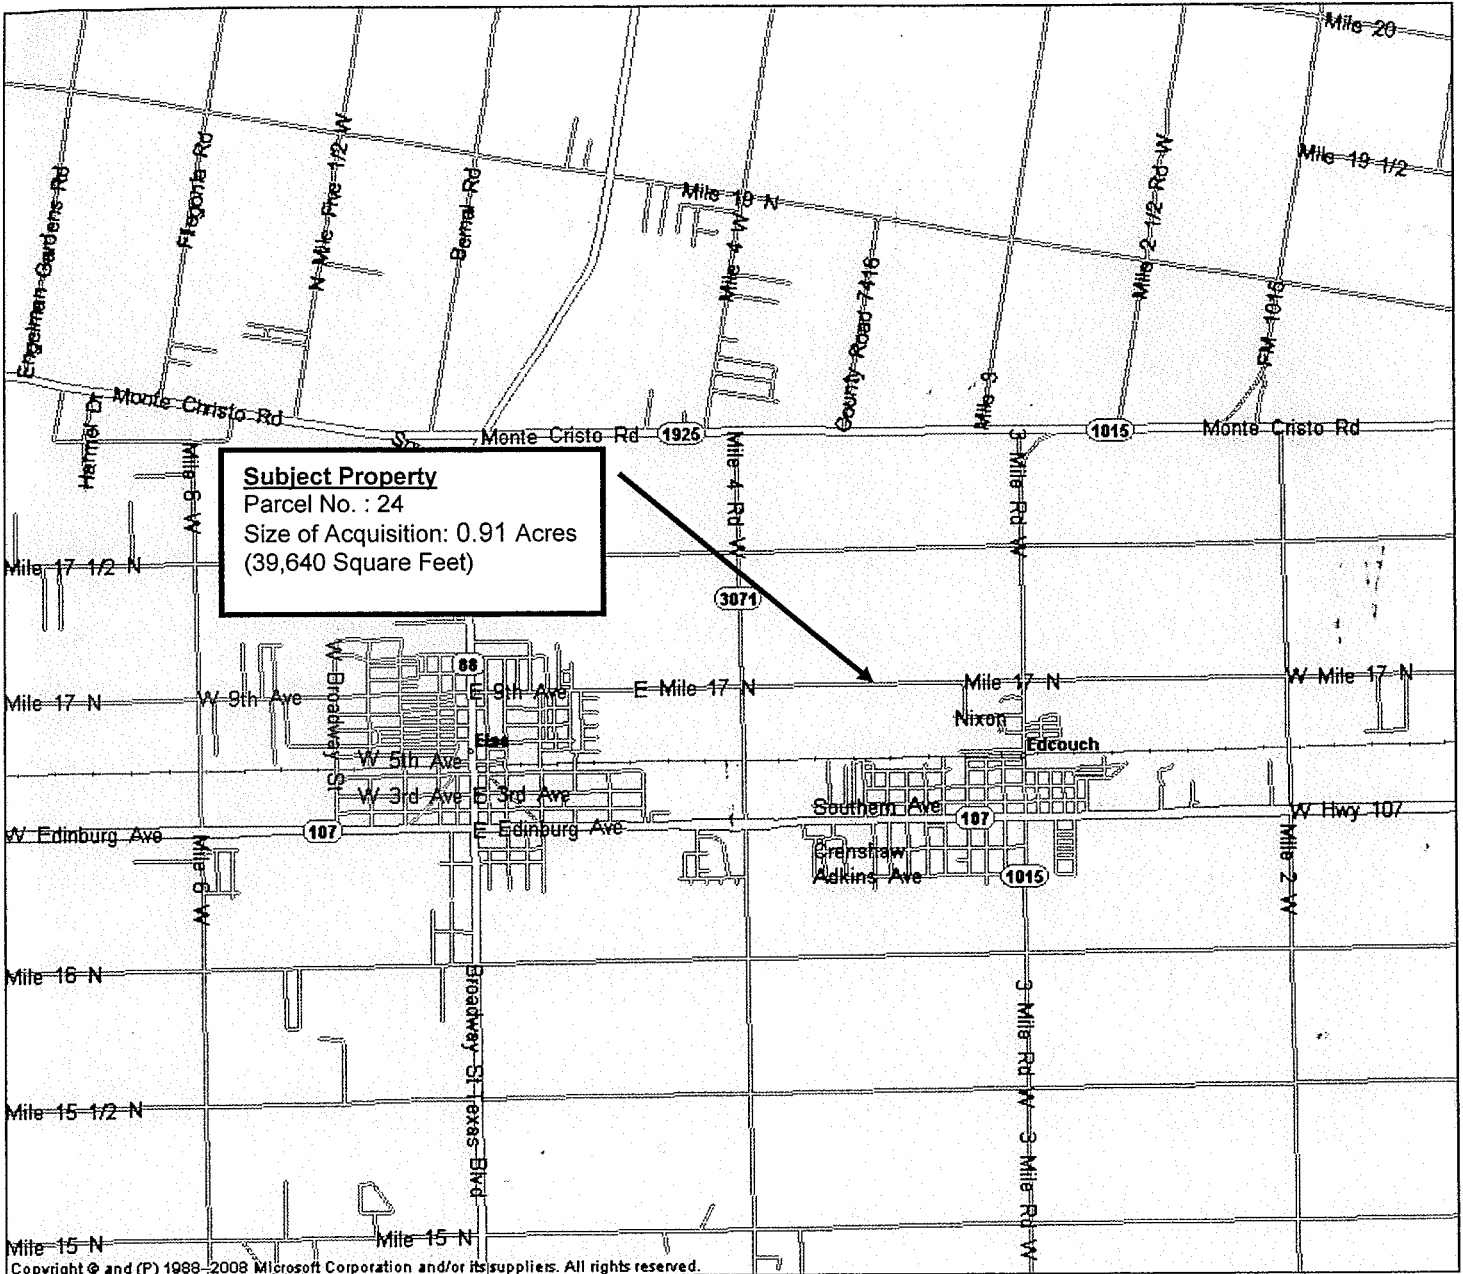 Mile 20
Mile 19 1/2
Engelman Gardens Rd
Flegonia Rd
N Mile Five 1/2 W
Bernal Rd
Mile 19 N
Mile 4 W
County Road 7416
Mile 3
Mile 2 1/2 Rd W
FM 1015
Monte Christo Rd
Harmel Dr
Monte Cristo Rd
1925
1015
Monte Cristo Rd
Mile 6 W
Mile 4 Rd W
3 Mile Rd W
Subject Property
Parcel No. : 24
Size of Acquisition: 0.91 Acres
(39,640 Square Feet)
Mile 17 1/2 N
3071
88
W Broadway St
Mile 17 N
W 9th Ave
E 9th Ave
E Mile 17 N
Mile 17 N
W Mile 17 N
Nixon
Elsa
Edcouch
W 5th Ave
W 3rd Ave
E 3rd Ave
Southern Ave
W Hwy 107
W Edinburg Ave
107
E Edinburg Ave
107
Crenshaw
Adkins Ave
1015
Mile 6 W
Mile 2 W
Mile 16 N
Broadway St
Texas Blvd
3 Mile Rd W
3 Mile Rd W
Mile 15 1/2 N
Mile 15 N
Mile 15 N
Copyright © and (P) 1988–2008 Microsoft Corporation and/or its suppliers. All rights reserved.